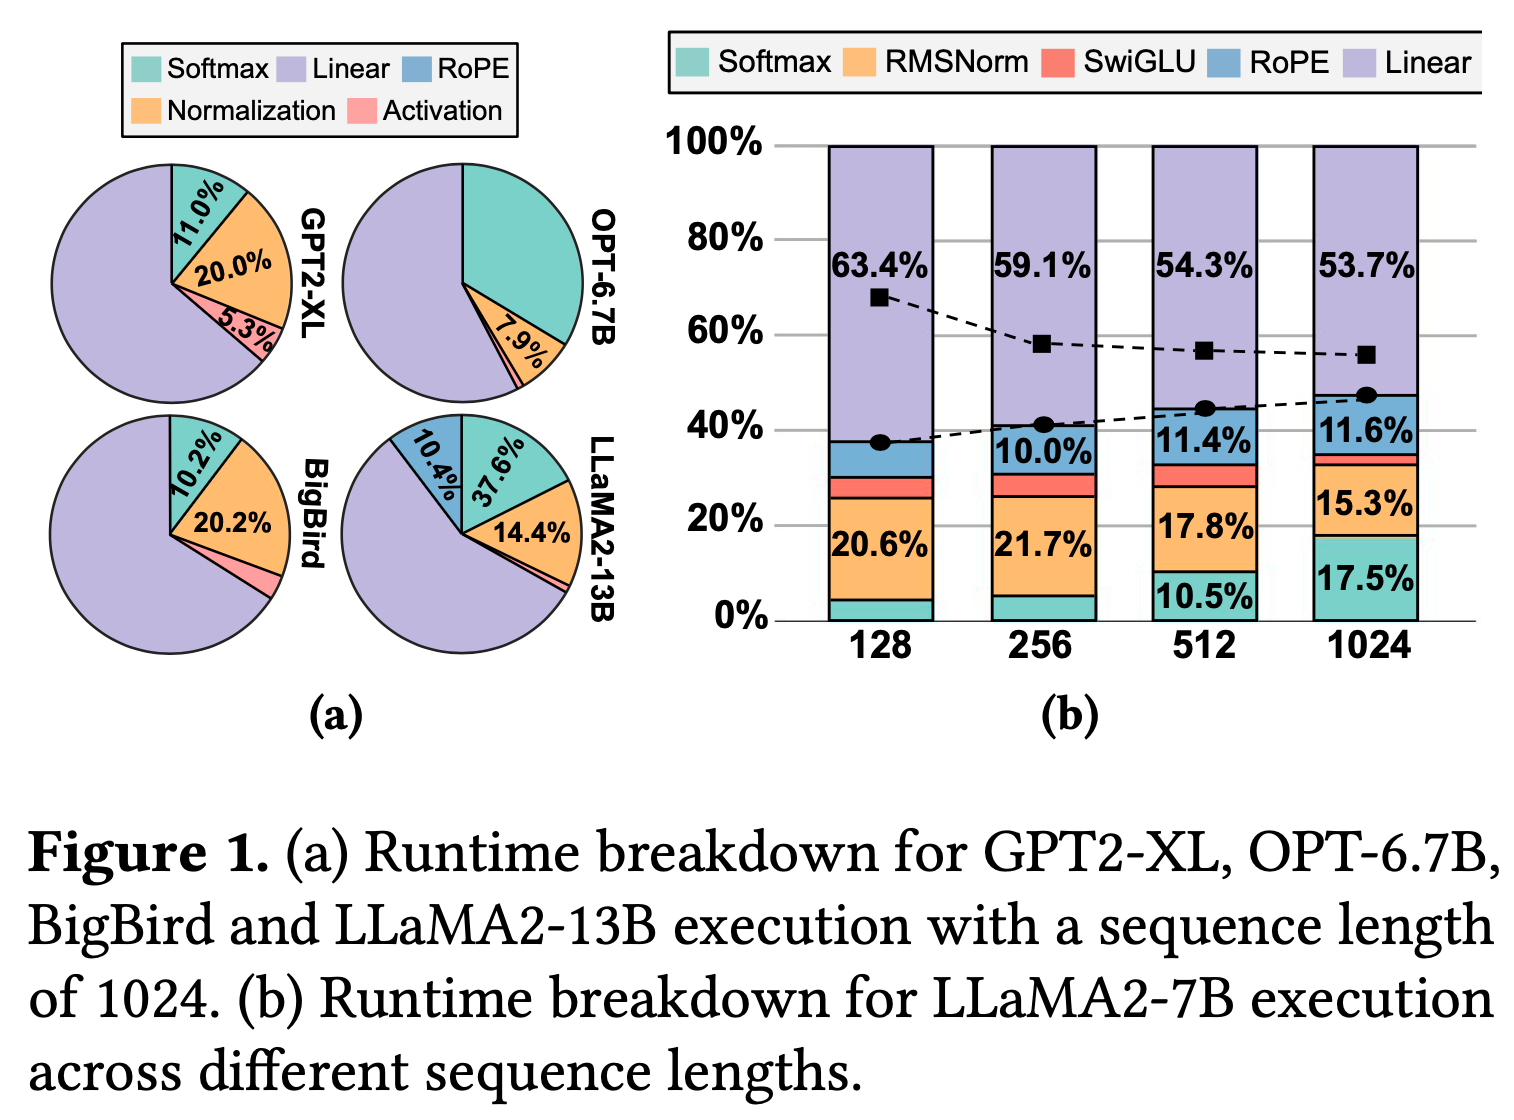 Softmax Linear RoPE
Normalization Activation
11.0%
20.0%
5.3%
GPT2-XL
7.9%
OPT-6.7B
10.2%
20.2%
BigBird
10.4%
37.6%
14.4%
LLaMA2-13B
(a)
Softmax RMSNorm SwiGLU RoPE Linear
100%
80%
60%
40%
20%
0%
63.4% 59.1% 54.3% 53.7%
10.0% 11.4% 11.6%
20.6% 21.7% 17.8% 15.3%
10.5% 17.5%
128 256 512 1024
(b)
Figure 1. (a) Runtime breakdown for GPT2-XL, OPT-6.7B,
BigBird and LLaMA2-13B execution with a sequence length
of 1024. (b) Runtime breakdown for LLaMA2-7B execution
across different sequence lengths.